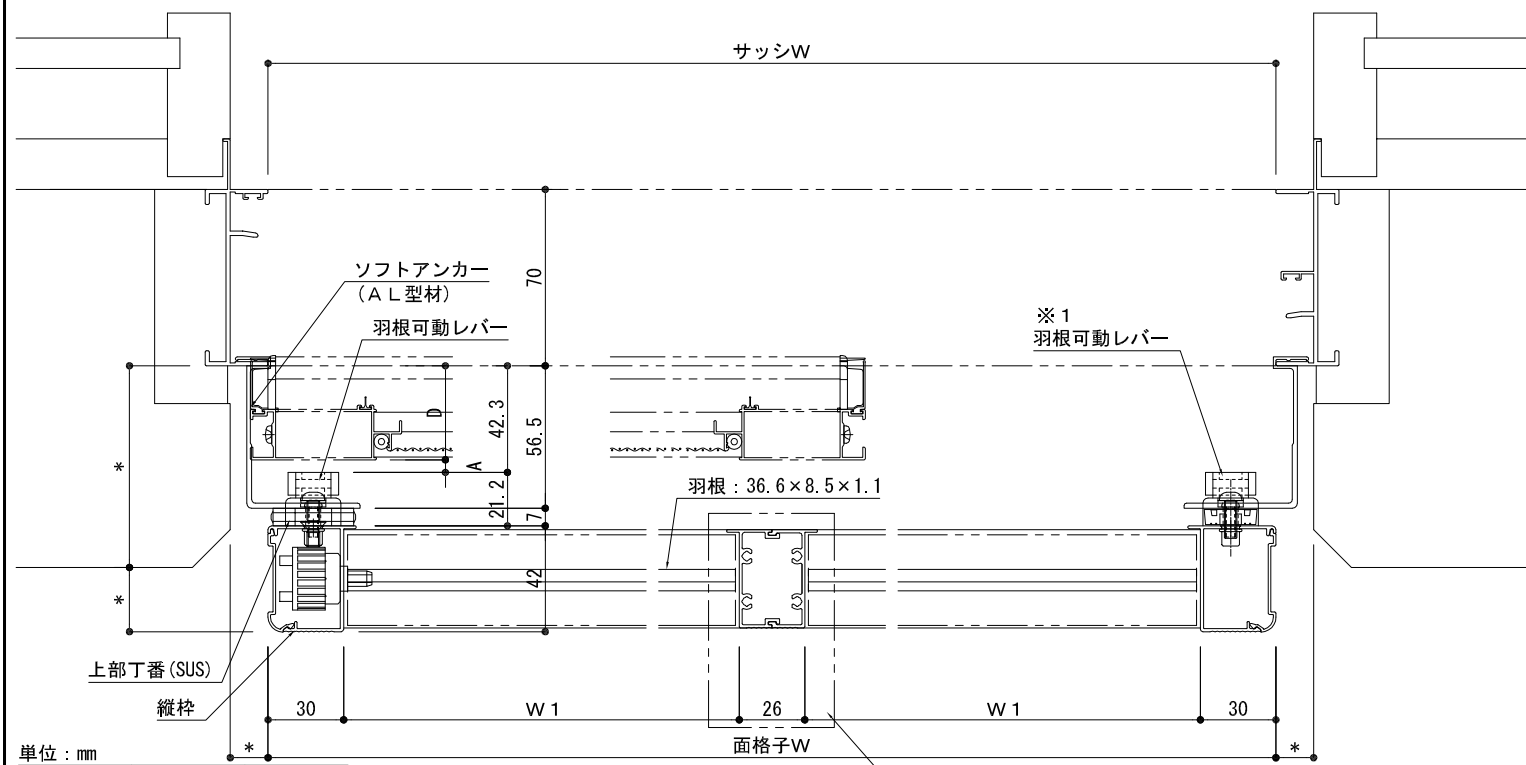 サッシW
ソフトアンカー
(AL型材)
70
羽根可動レバー
※1
羽根可動レバー
42.3
56.5
*
A
21.2
7
羽根：36.6×8.5×1.1
42
*
上部丁番(SUS)
縦枠
30
W1
26
W1
30
単位：mm
*
面格子W
*